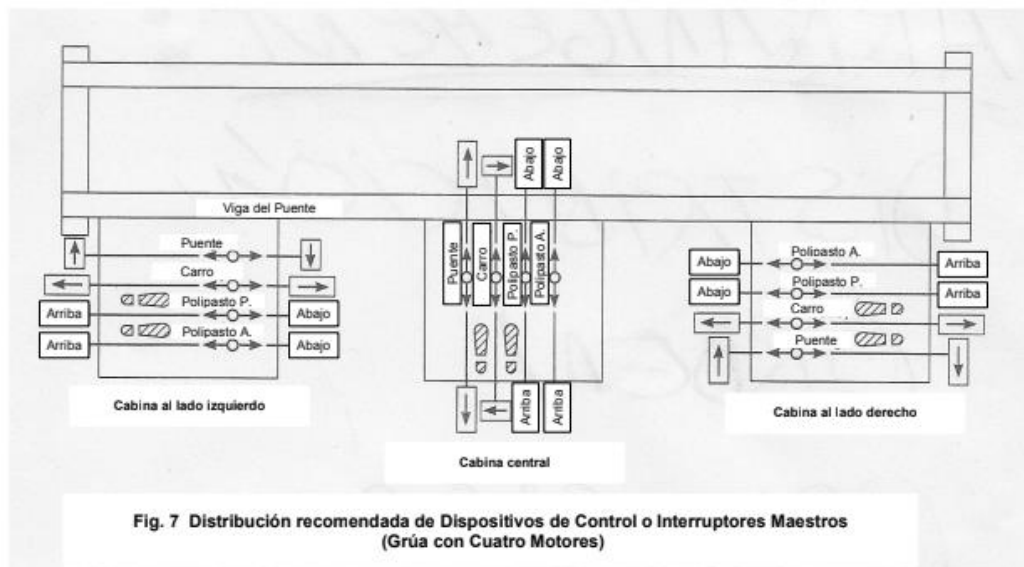 Viga del Puente
Puente
Carro
Polipasto P.
Arriba
Abajo
Polipasto A.
Arriba
Abajo
Cabina al lado izquierdo
Abajo
Abajo
Puente
Carro
Polipasto P.
Polipasto A.
Arriba
Arriba
Cabina central
Polipasto A.
Abajo
Arriba
Polipasto P.
Abajo
Arriba
Carro
Puente
Cabina al lado derecho
Fig. 7 Distribución recomendada de Dispositivos de Control o Interruptores Maestros
(Grúa con Cuatro Motores)